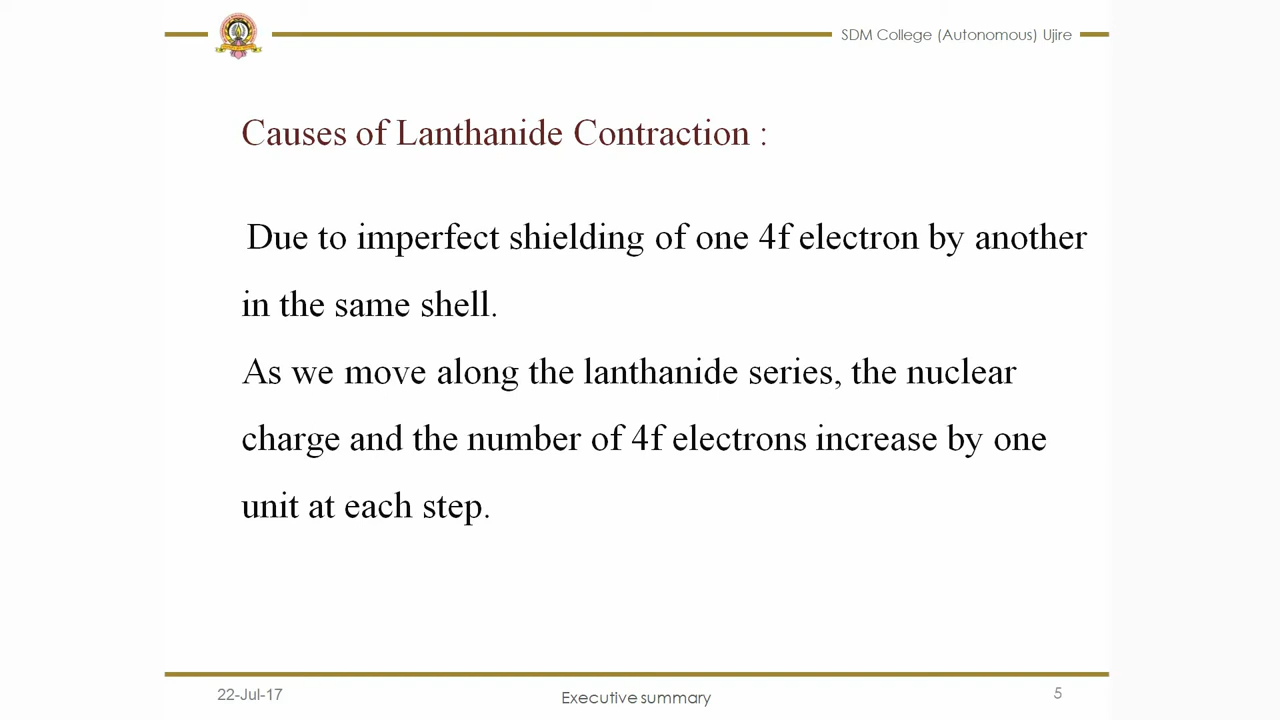 SDM College (Autonomous) Ujire
Causes of Lanthanide Contraction :
Due to imperfect shielding of one 4f electron by another
in the same shell.
As we move along the lanthanide series, the nuclear
charge and the number of 4f electrons increase by one
unit at each step.
22-Jul-17
Executive summary
5